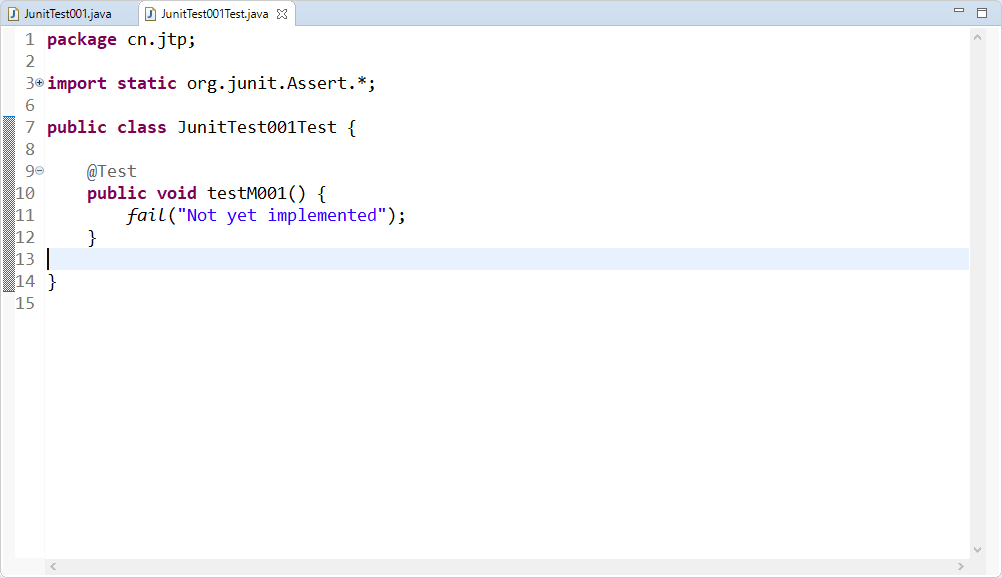 JunitTest001.java
JunitTest001Test.java
1 package cn.jtp;
2
3 import static org.junit.Assert.*;
6
7 public class JunitTest001Test {
8
9     @Test
10     public void testM001() {
11         fail("Not yet implemented");
12     }
13
14 }
15